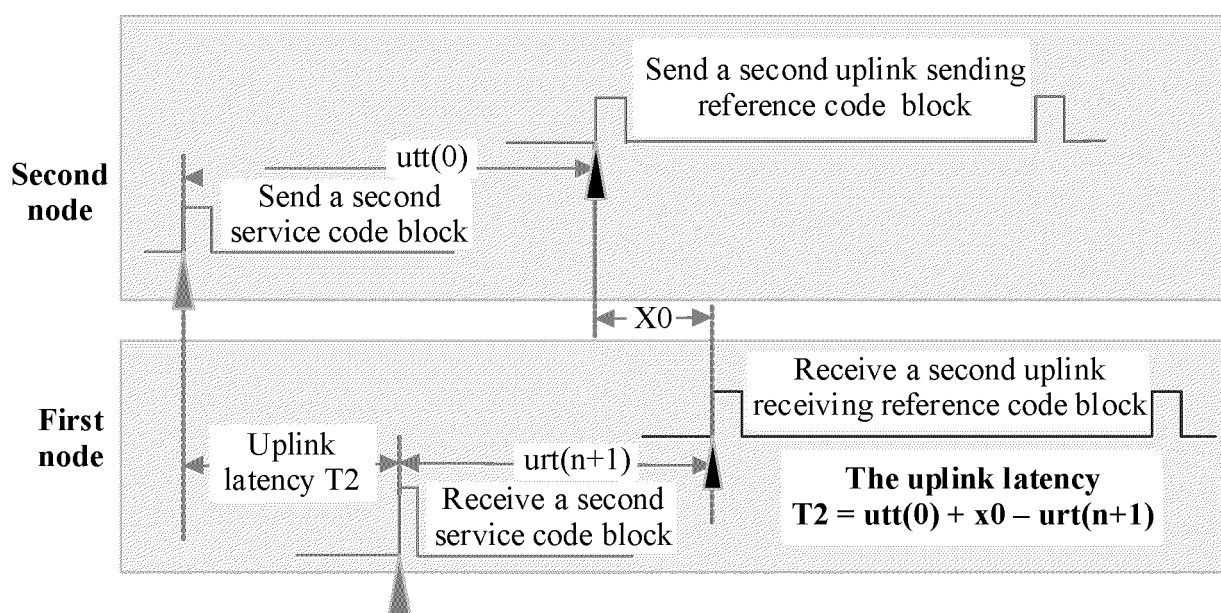 Send a second uplink sending
reference code block
utt(0)
Second
node
Send a second
service code block
X0
Receive a second uplink
receiving reference code block
First
node
Uplink
latency T2
urt(n+1)
Receive a second
service code block
The uplink latency
T2 = utt(0) + x0 – urt(n+1)